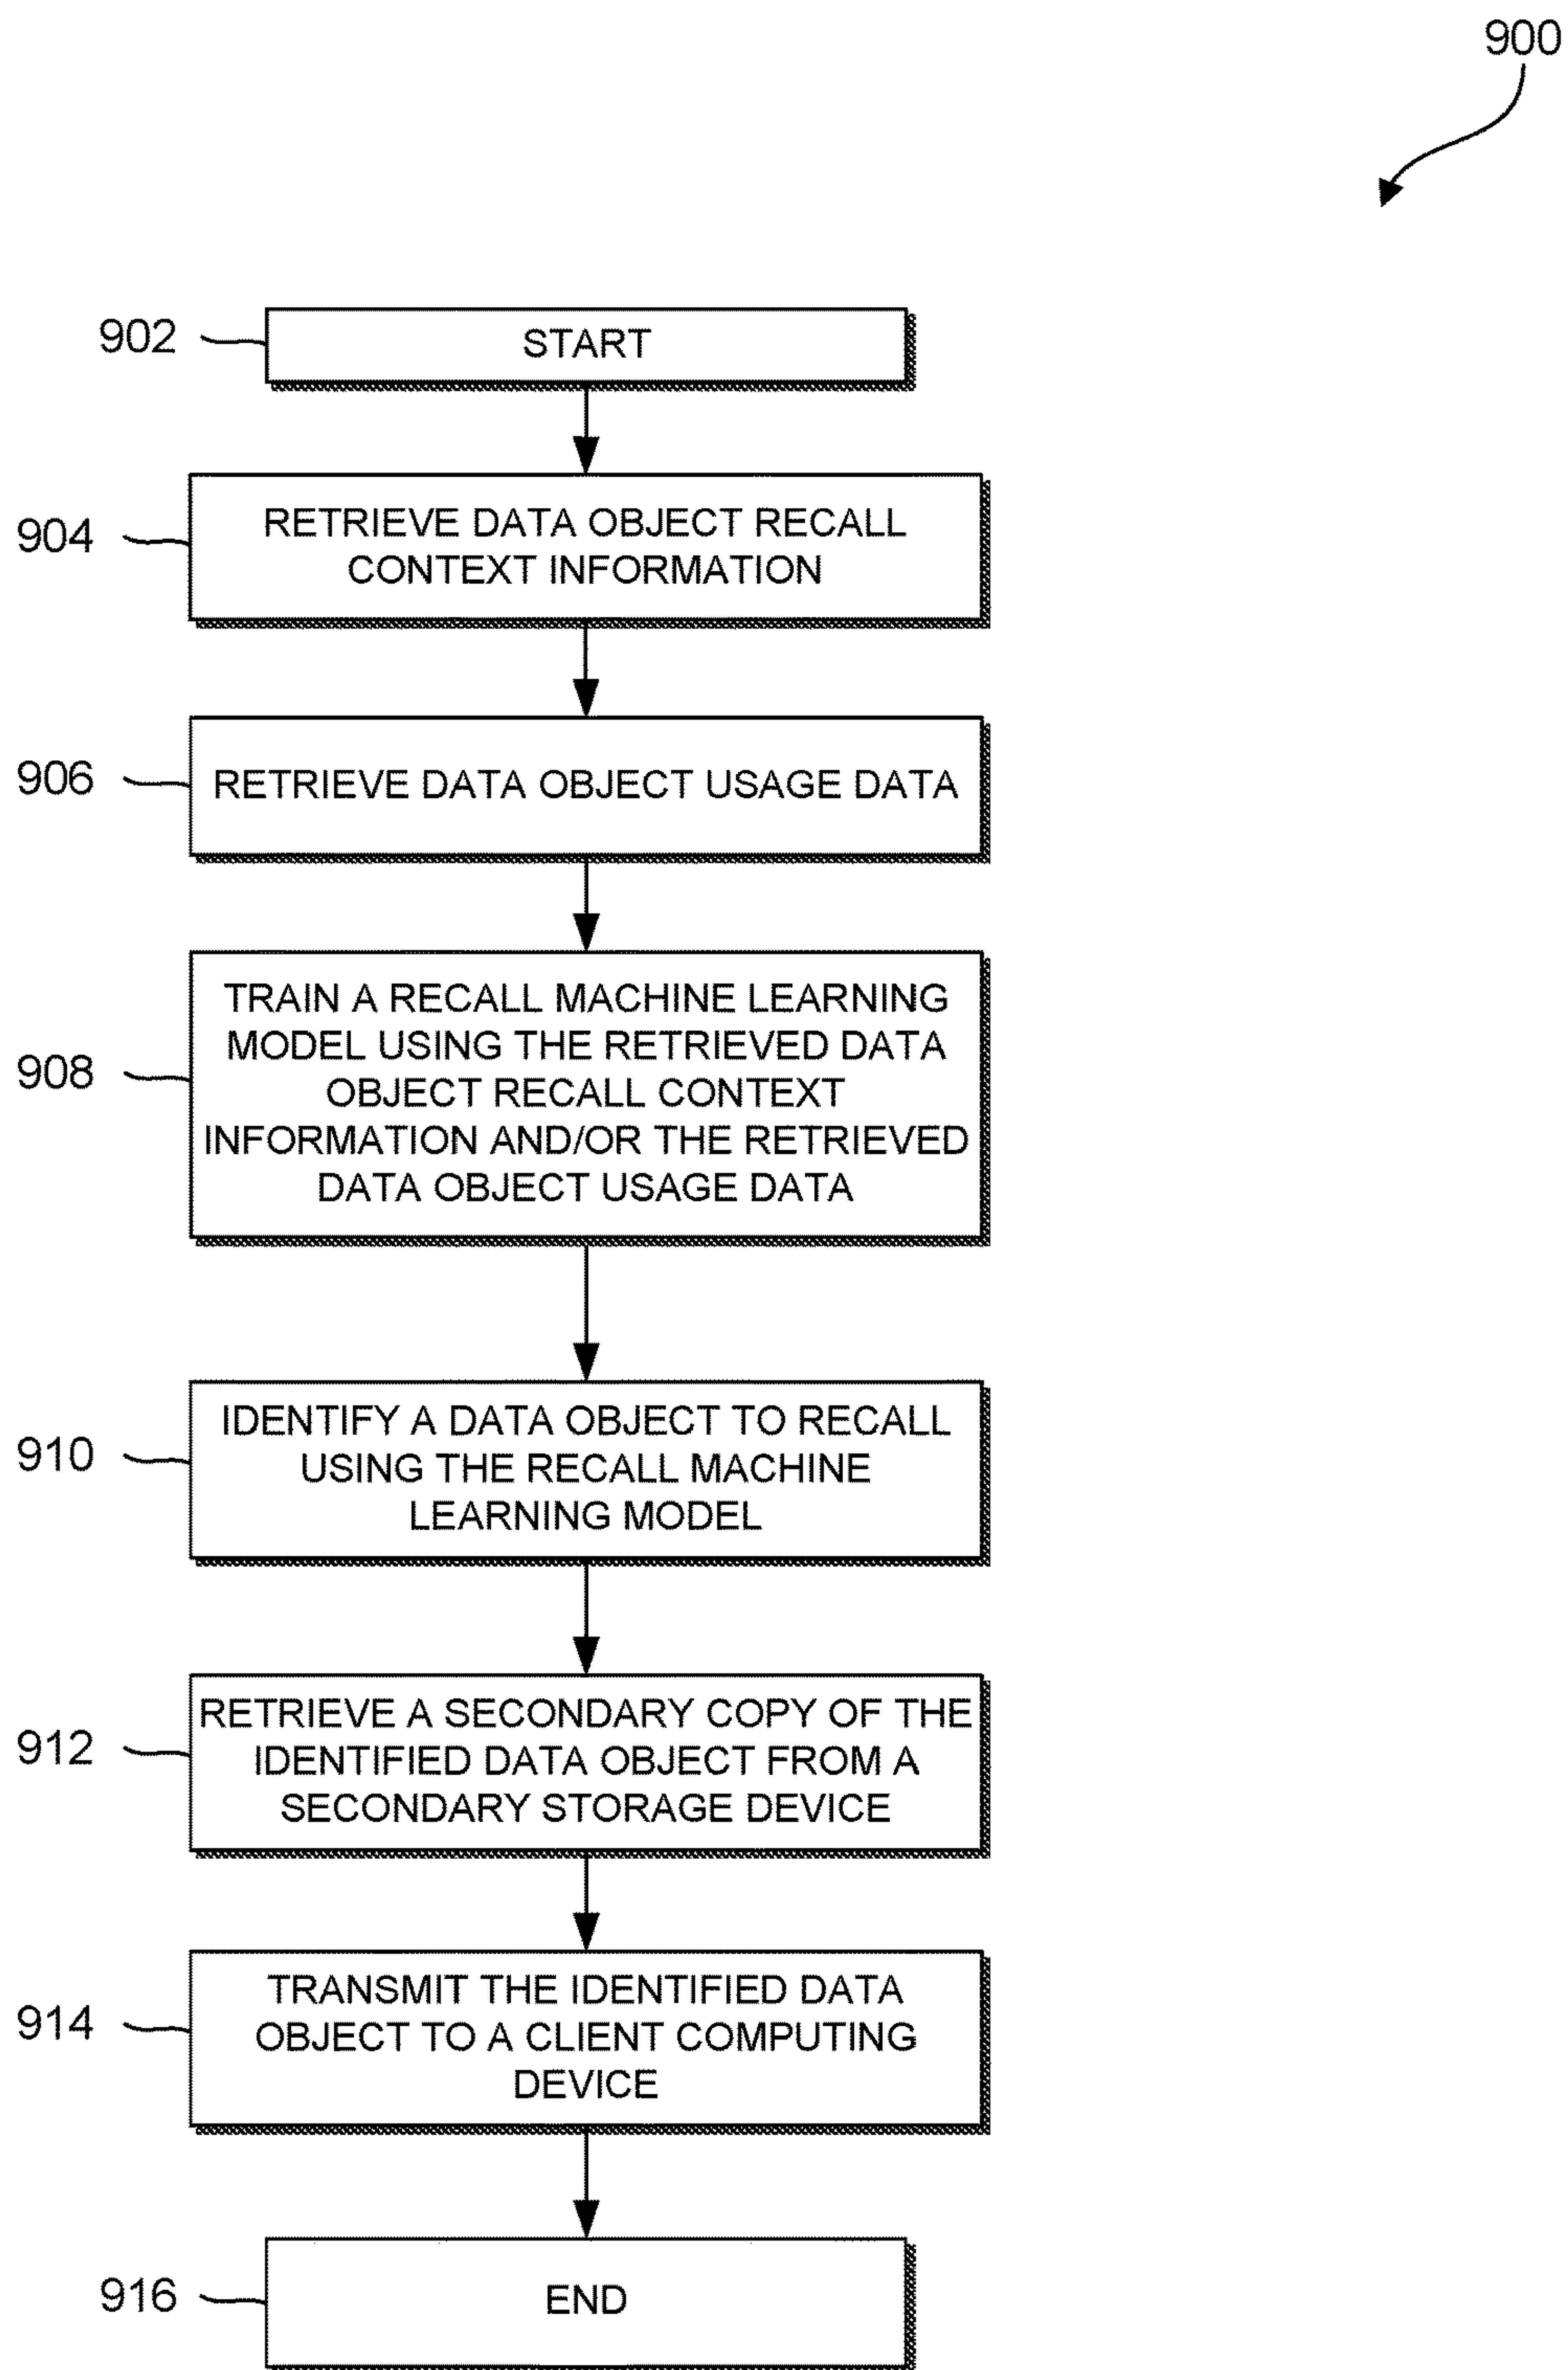 900
902
START
904
RETRIEVE DATA OBJECT RECALL
CONTEXT INFORMATION
906
RETRIEVE DATA OBJECT USAGE DATA
908
TRAIN A RECALL MACHINE LEARNING
MODEL USING THE RETRIEVED DATA
OBJECT RECALL CONTEXT
INFORMATION AND/OR THE RETRIEVED
DATA OBJECT USAGE DATA
910
IDENTIFY A DATA OBJECT TO RECALL
USING THE RECALL MACHINE
LEARNING MODEL
912
RETRIEVE A SECONDARY COPY OF THE
IDENTIFIED DATA OBJECT FROM A
SECONDARY STORAGE DEVICE
914
TRANSMIT THE IDENTIFIED DATA
OBJECT TO A CLIENT COMPUTING
DEVICE
916
END